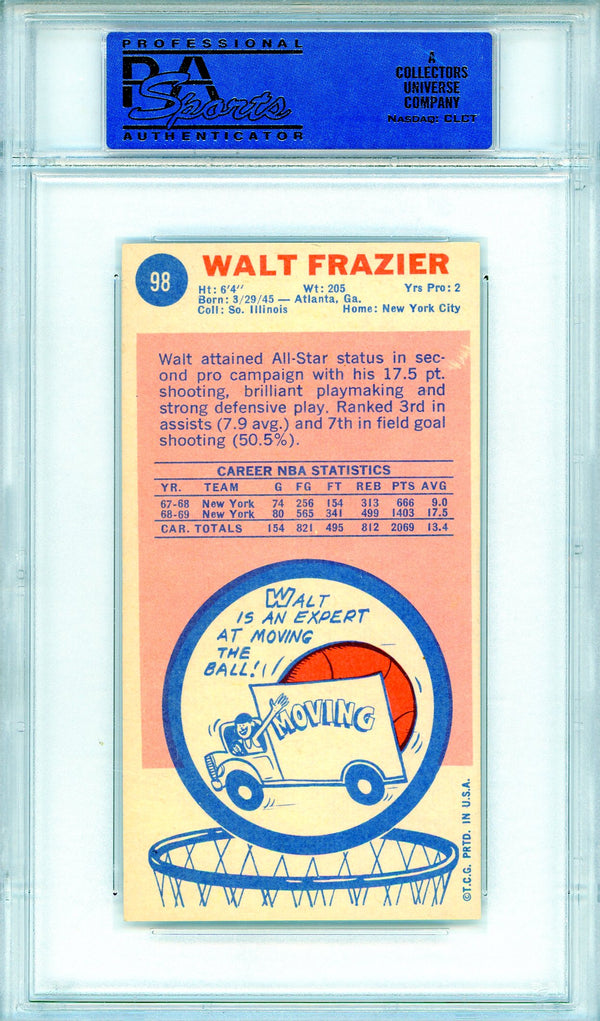 PROFESSIONAL
PSA
Sports
AUTHENTICATOR
A
COLLECTORS
UNIVERSE
COMPANY
NASDAQ: CLCT
98
WALT FRAZIER
Ht: 6'4" Wt: 205 Yrs Pro: 2
Born: 3/29/45 — Atlanta, Ga.
Coll: So. Illinois Home: New York City
Walt attained All-Star status in sec-
ond pro campaign with his 17.5 pt.
shooting, brilliant playmaking and
strong defensive play. Ranked 3rd in
assists (7.9 avg.) and 7th in field goal
shooting (50.5%).
CAREER NBA STATISTICS
YR. TEAM G FG FT REB PTS AVG
67-68 New York 74 256 154 313 666 9.0
68-69 New York 80 565 341 499 1403 17.5
CAR. TOTALS 154 821 495 812 2069 13.4
WALT
IS AN EXPERT
AT MOVING
THE
BALL!
MOVING
©T.C.G. PRTD. IN U.S.A.